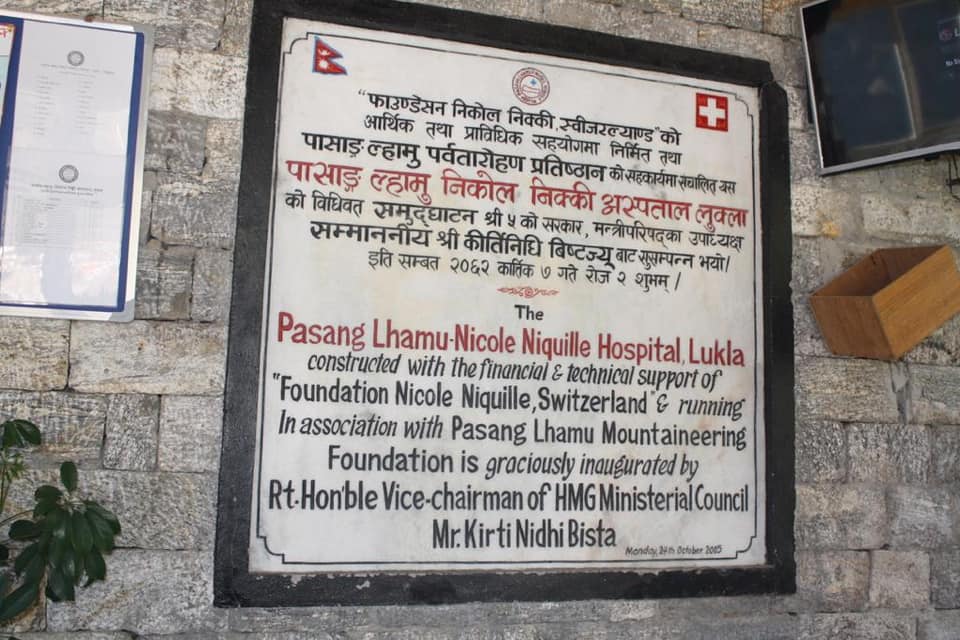 "फाउण्डेसन निकोल निक्की, स्वीजरल्याण्ड" को
आर्थिक तथा प्राविधिक सहयोगमा निर्मित तथा
पासाङ्ग ल्हामु पर्वतारोहण प्रतिष्ठान को सहकार्यमा संचालित यस
पासाङ्ग ल्हामु निकोल निक्की अस्पताल लुक्ला
को विधिवत समुद्घाटन श्री ५ को सरकार, मन्त्रीपरिषद्का उपाध्यक्ष
सम्माननीय श्री कीर्तिनिधि बिष्टज्यू बाट सुसम्पन्न भयो।
इति सम्बत २०६२ कार्तिक ७ गते रोज २ शुभम्।
The
Pasang Lhamu-Nicole Niquille Hospital, Lukla
constructed with the financial & technical support of
"Foundation Nicole Niquille, Switzerland" & running
In association with Pasang Lhamu Mountaineering
Foundation is graciously inaugurated by
Rt. Hon'ble Vice-chairman of HMG Ministerial Council
Mr. Kirti Nidhi Bista
Monday, 24th October 2005